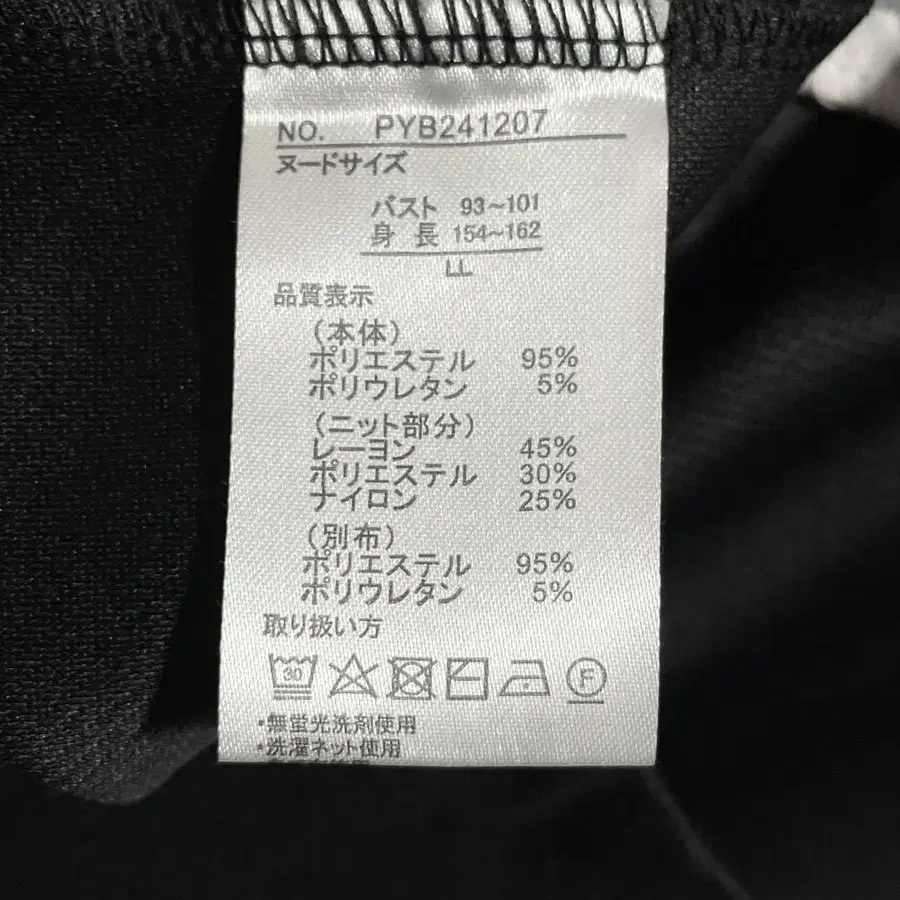 NO. PYB241207
ヌードサイズ
バスト 93~101
身 長 154~162
LL
品質表示
(本体)
ポリエステル 95%
ポリウレタン 5%
(ニット部分)
レーヨン 45%
ポリエステル 30%
ナイロン 25%
(別布)
ポリエステル 95%
ポリウレタン 5%
取り扱い方
30
F
・無蛍光洗剤使用
・洗濯ネット使用